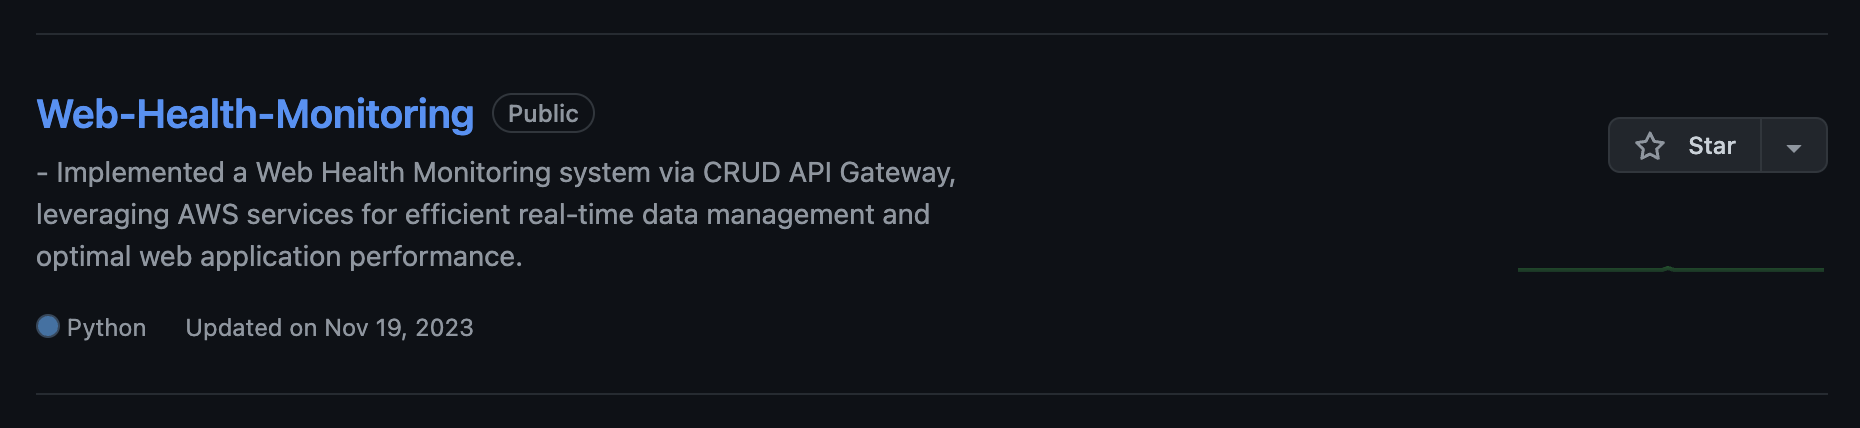 Web-Health-Monitoring Public
Star
- Implemented a Web Health Monitoring system via CRUD API Gateway,
leveraging AWS services for efficient real-time data management and
optimal web application performance.
Python Updated on Nov 19, 2023